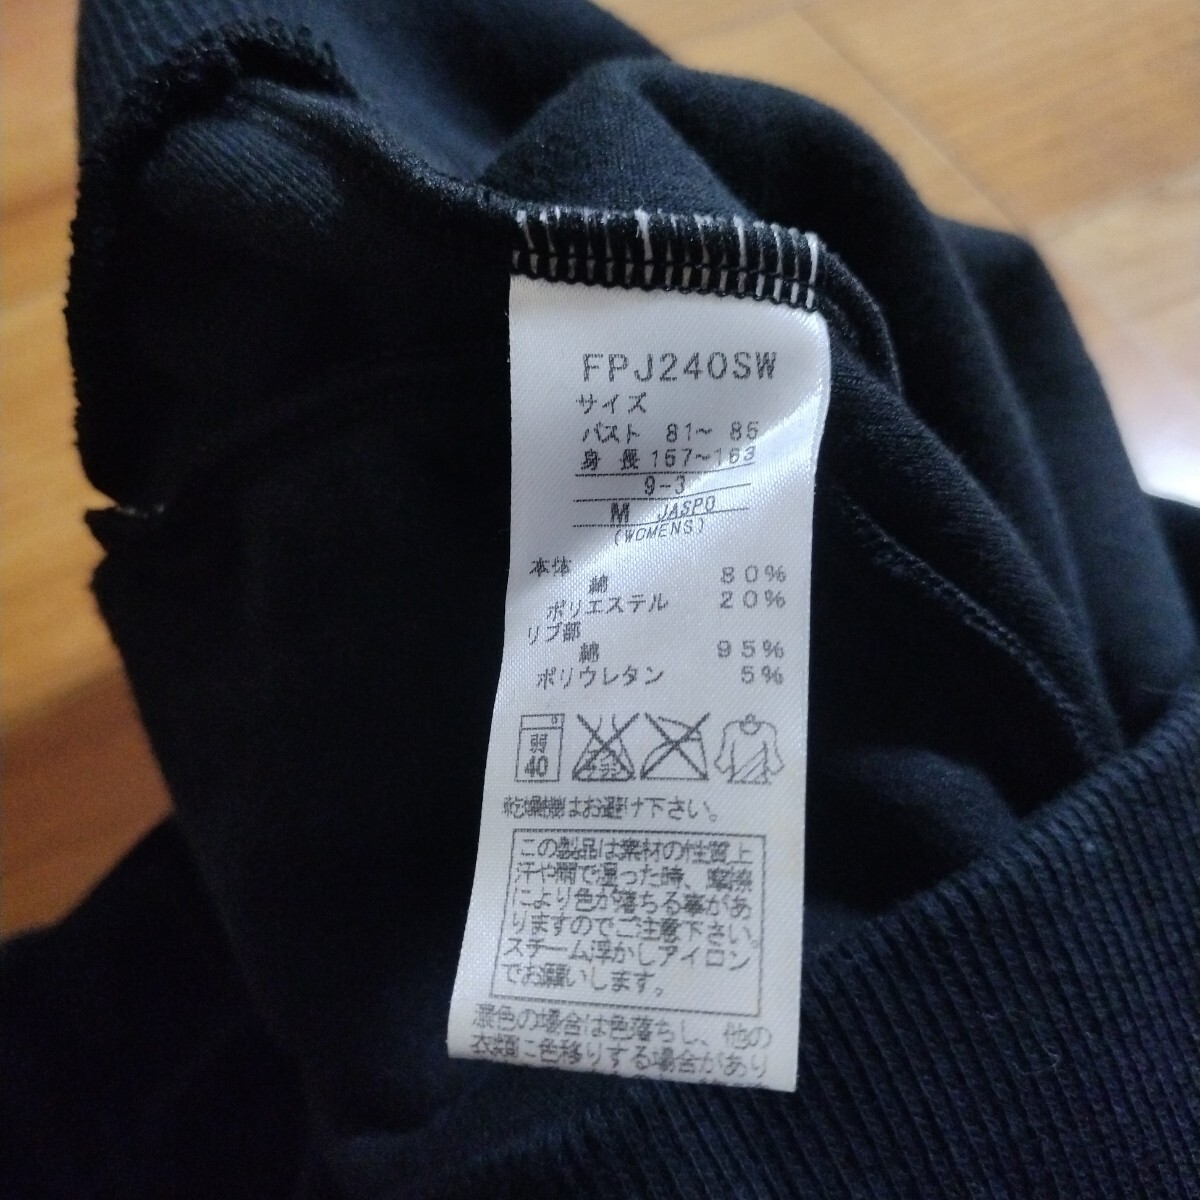 FPJ240SW
サイズ
バスト 81～ 85
身 長 157～163
9-3
M JASPO
(WOMENS)
本体
綿 80%
ポリエステル 20%
リブ部
綿 95%
ポリウレタン 5%
弱
40
エンソサラシ
乾燥機はお避け下さい。
この製品は素材の性質上
汗や雨で湿った時、摩擦
により色が落ちる事があ
りますのでご注意下さい。
スチーム浮かしアイロン
でお願いします。
濃色の場合は色落ちし、他の
衣類に色移りする場合があり